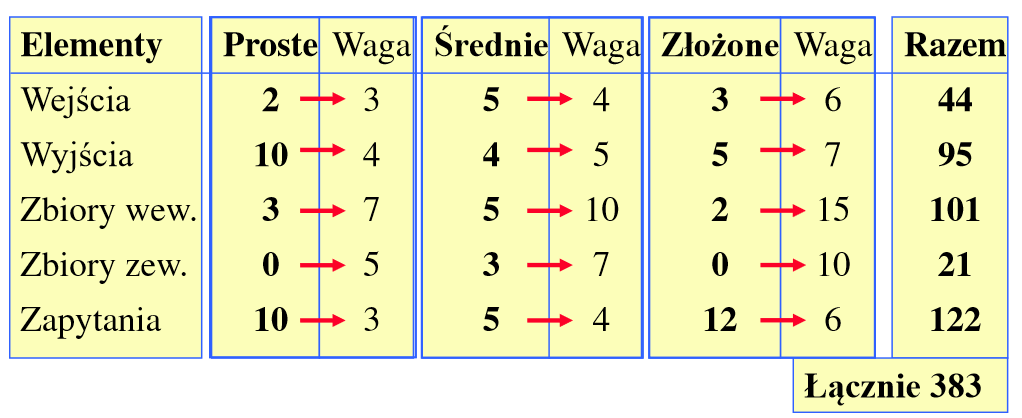 Elementy Proste Waga Średnie Waga Złożone Waga Razem
Wejścia 2 3 5 4 3 6 44
Wyjścia 10 4 4 5 5 7 95
Zbiory wew. 3 7 5 10 2 15 101
Zbiory zew. 0 5 3 7 0 10 21
Zapytania 10 3 5 4 12 6 122
Łącznie 383